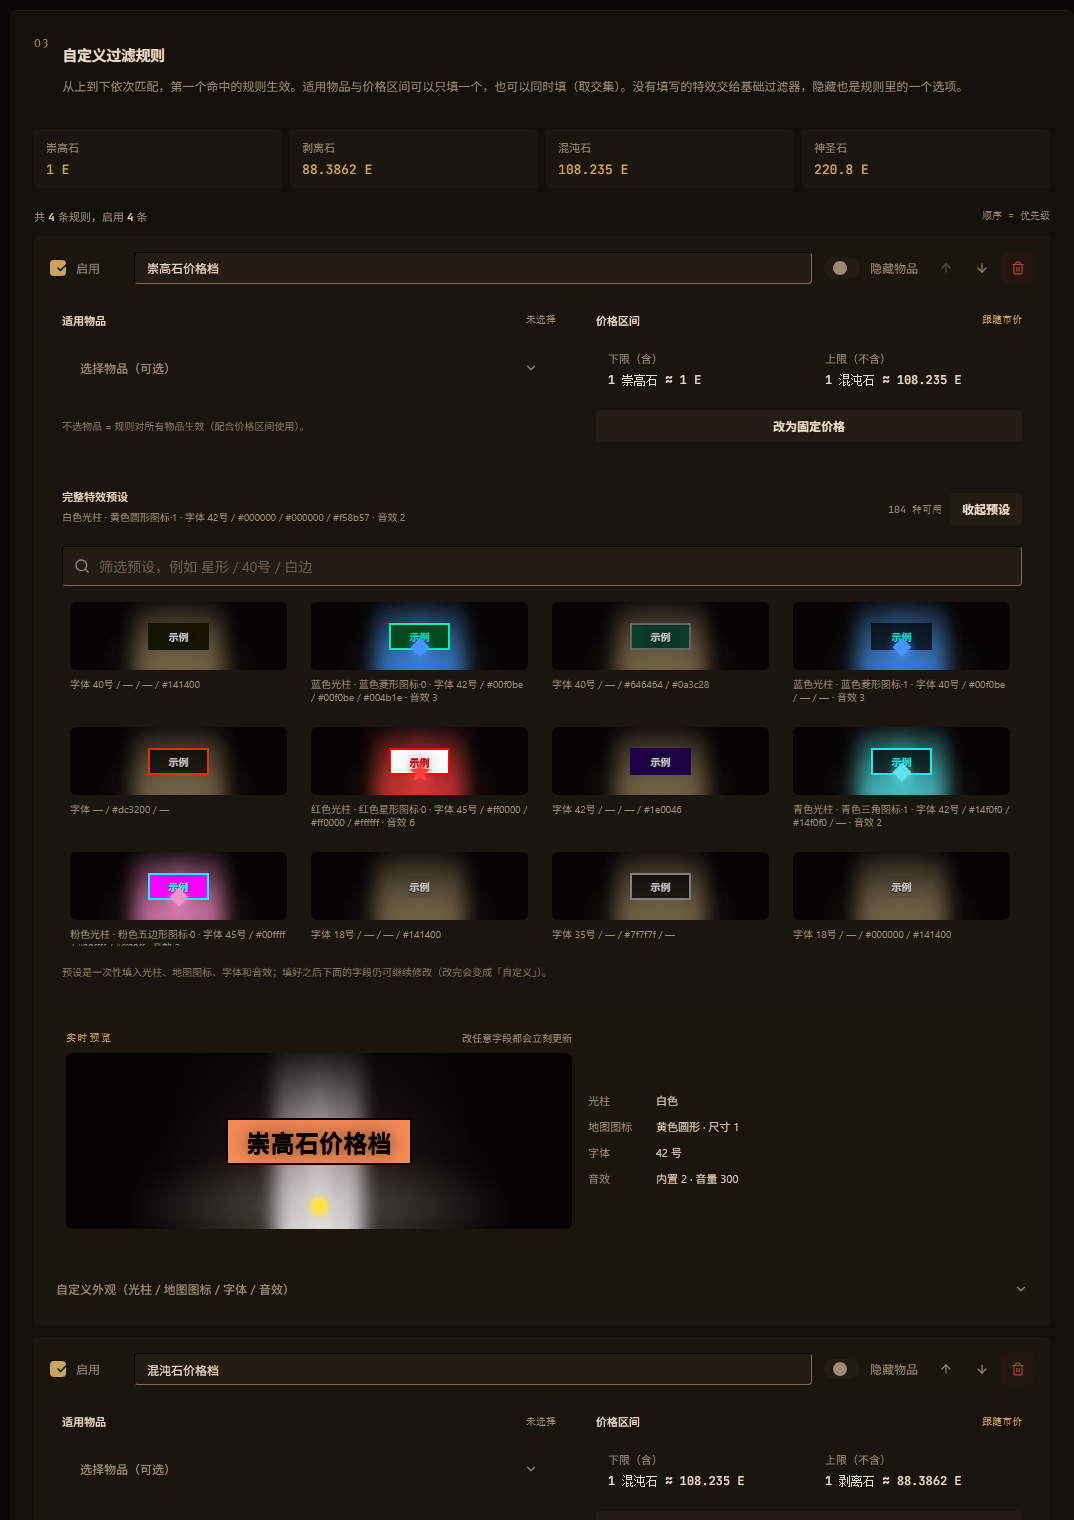 03
自定义过滤规则
从上到下依次匹配，第一个命中的规则生效。适用物品与价格区间可以只填一个，也可以同时填（取交集）。没有填写的特效交给基础过滤器，隐藏也是规则里的一个选项。
崇高石
1 E
剥离石
88.3862 E
混沌石
108.235 E
神圣石
220.8 E
共 4 条规则，启用 4 条
顺序 = 优先级
启用
崇高石价格档
隐藏物品
适用物品
未选择
选择物品（可选）
不选物品 = 规则对所有物品生效（配合价格区间使用）。
价格区间
跟随市价
下限（含）
1 崇高石 ≈ 1 E
上限（不含）
1 混沌石 ≈ 108.235 E
改为固定价格
完整特效预设
白色光柱 · 黄色菱形图标·1 · 字体 42号 / #000000 / #000000 / #f58b57 · 音效 2
104 种可用
收起预设
筛选预设，例如 星形 / 40号 / 白边
示例
字体 40号 / — / — / #141400
示例
蓝色光柱 · 蓝色菱形图标·0 · 字体 42号 / #00f0be
/ #00f0be / #004b1e · 音效 3
示例
字体 40号 / — / #646464 / #0a3c28
示例
蓝色光柱 · 蓝色菱形图标·1 · 字体 40号 / #00f0be
/ — / — · 音效 3
示例
字体 — / #dc3200 / —
示例
红色光柱 · 红色星形图标·0 · 字体 45号 / #ff0000 /
#ff0000 / #ffffff · 音效 6
示例
字体 42号 / — / — / #1e0046
示例
青色光柱 · 青色三角图标·1 · 字体 42号 / #14f0f0 /
#14f0f0 / — · 音效 2
示例
粉色光柱 · 粉色五边形图标·0 · 字体 45号 / #00ffff
示例
字体 18号 / — / — / #141400
示例
字体 35号 / — / #7f7f7f / —
示例
字体 18号 / — / #000000 / #141400
预设是一次性填入光柱、地图图标、字体和音效；填好之后下面的字段仍可继续修改（改完会变成「自定义」）。
实时预览
改任意字段都会立刻更新
崇高石价格档
光柱
白色
地图图标
黄色圆形 · 尺寸 1
字体
42 号
音效
内置 2 · 音量 300
自定义外观（光柱 / 地图图标 / 字体 / 音效）
启用
混沌石价格档
隐藏物品
适用物品
未选择
选择物品（可选）
价格区间
跟随市价
下限（含）
1 混沌石 ≈ 108.235 E
上限（不含）
1 剥离石 ≈ 88.3862 E